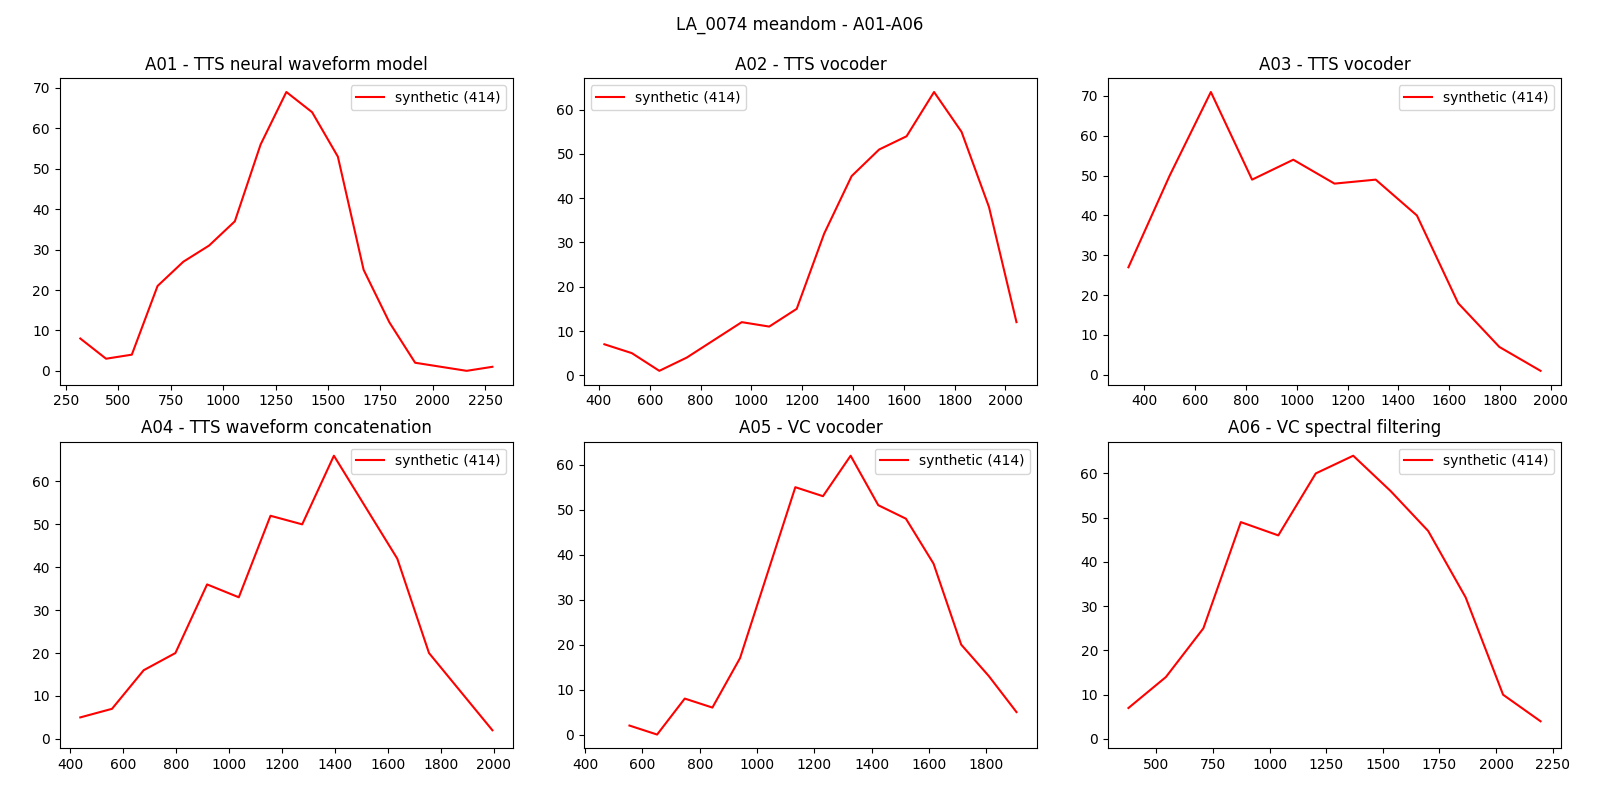 LA_0074 meandom - A01-A06
A01 - TTS neural waveform model
synthetic (414)
70
60
50
40
30
20
10
0
250 500 750 1000 1250 1500 1750 2000 2250
A02 - TTS vocoder
synthetic (414)
60
50
40
30
20
10
0
400 600 800 1000 1200 1400 1600 1800 2000
A03 - TTS vocoder
synthetic (414)
70
60
50
40
30
20
10
0
400 600 800 1000 1200 1400 1600 1800 2000
A04 - TTS waveform concatenation
synthetic (414)
60
50
40
30
20
10
0
400 600 800 1000 1200 1400 1600 1800 2000
A05 - VC vocoder
synthetic (414)
60
50
40
30
20
10
0
400 600 800 1000 1200 1400 1600 1800
A06 - VC spectral filtering
synthetic (414)
60
50
40
30
20
10
0
500 750 1000 1250 1500 1750 2000 2250